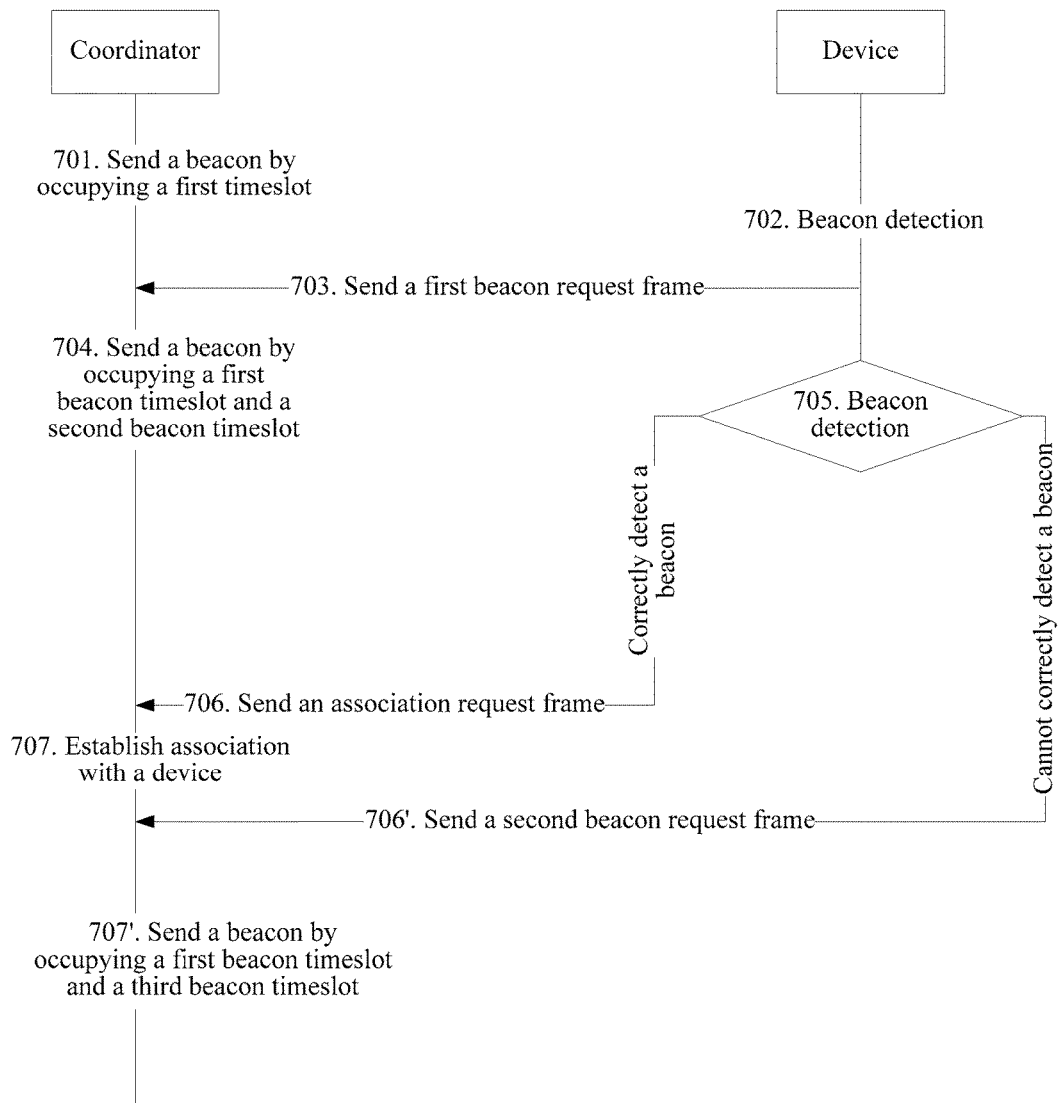 Coordinator
Device
701. Send a beacon by
occupying a first timeslot
702. Beacon detection
703. Send a first beacon request frame
704. Send a beacon by
occupying a first
beacon timeslot and a
second beacon timeslot
705. Beacon
detection
Correctly detect a
beacon
Cannot correctly detect a beacon
706. Send an association request frame
707. Establish association
with a device
706'. Send a second beacon request frame
707'. Send a beacon by
occupying a first beacon timeslot
and a third beacon timeslot